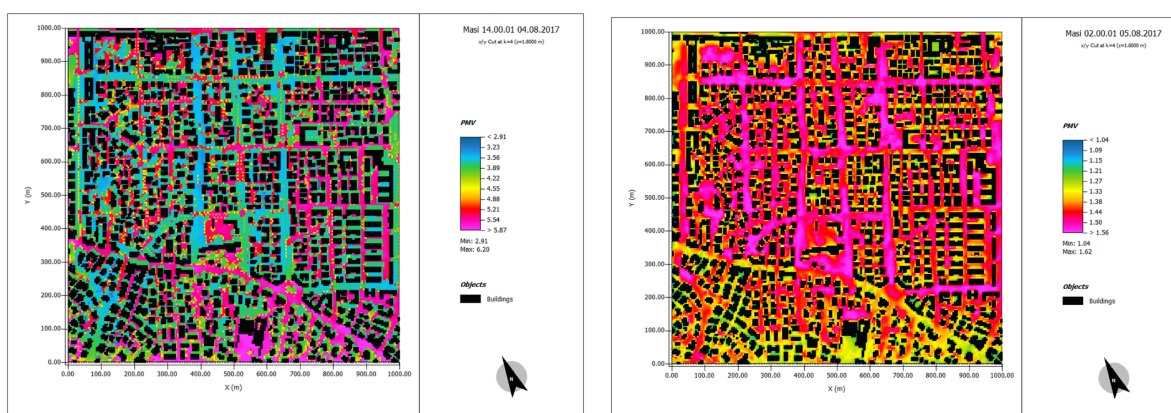 Masi 14.00.01 04.08.2017
x/y Cut at k=4 (z=1.8000 m)
1000.00
900.00
800.00
700.00
600.00
500.00
400.00
300.00
200.00
100.00
0.00
Y (m)
0.00 100.00 200.00 300.00 400.00 500.00 600.00 700.00 800.00 900.00 1000.00
X (m)
PMV
< 2.91
3.23
3.56
3.89
4.22
4.55
4.88
5.21
5.54
> 5.87
Min: 2.91
Max: 6.20
Objects
Buildings
N
Masi 02.00.01 05.08.2017
x/y Cut at k=4 (z=1.8000 m)
1000.00
900.00
800.00
700.00
600.00
500.00
400.00
300.00
200.00
100.00
0.00
Y (m)
0.00 100.00 200.00 300.00 400.00 500.00 600.00 700.00 800.00 900.00 1000.00
X (m)
PMV
< 1.04
1.09
1.15
1.21
1.27
1.33
1.38
1.44
1.50
> 1.56
Min: 1.04
Max: 1.62
Objects
Buildings
N